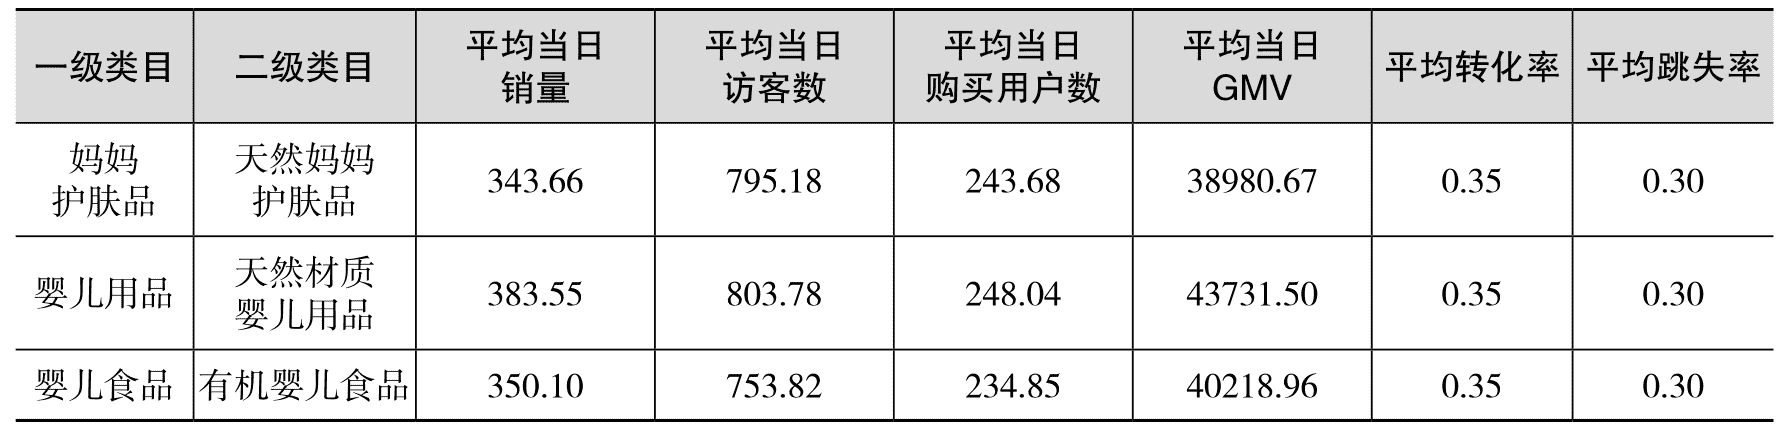 一级类目 二级类目 平均当日销量 平均当日访客数 平均当日购买用户数 平均当日GMV 平均转化率 平均跳失率
妈妈护肤品 天然妈妈护肤品 343.66 795.18 243.68 38980.67 0.35 0.30
婴儿用品 天然材质婴儿用品 383.55 803.78 248.04 43731.50 0.35 0.30
婴儿食品 有机婴儿食品 350.10 753.82 234.85 40218.96 0.35 0.30